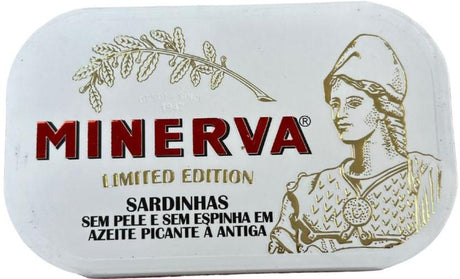 MINERVA®
LIMITED EDITION
SARDINHAS
SEM PELE E SEM ESPINHA EM
AZEITE PICANTE À ANTIGA